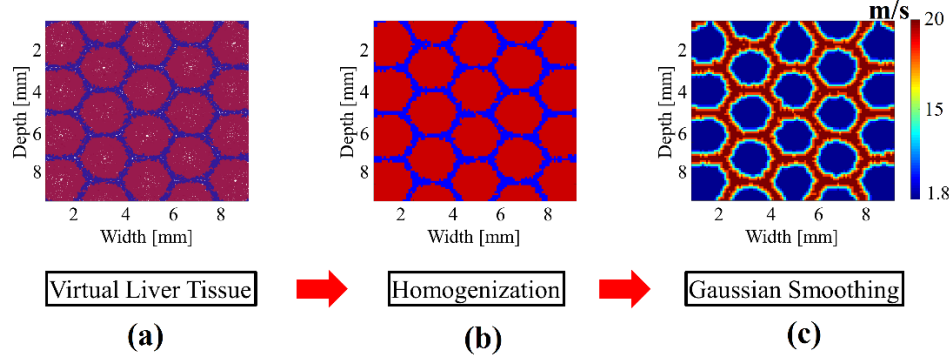 m/s
20
1.8
Depth [mm]
2
4
6
8
2 4 6 8
Width [mm]
Depth [mm]
2
4
6
8
2 4 6 8
Width [mm]
Depth [mm]
2
4
6
8
2 4 6 8
Width [mm]
Virtual Liver Tissue
Homogenization
Gaussian Smoothing
(a)
(b)
(c)